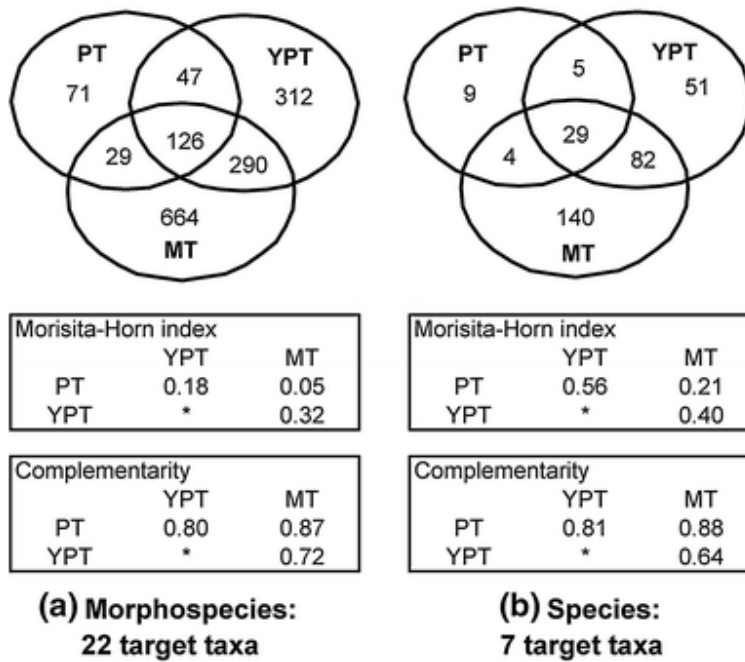 PT
YPT
71
47
312
126
29
290
664
MT
PT
YPT
9
5
51
29
4
82
140
MT
Morisita-Horn index
YPT MT
PT 0.18 0.05
YPT * 0.32
Morisita-Horn index
YPT MT
PT 0.56 0.21
YPT * 0.40
Complementarity
YPT MT
PT 0.80 0.87
YPT * 0.72
Complementarity
YPT MT
PT 0.81 0.88
YPT * 0.64
(a) Morphospecies:
22 target taxa
(b) Species:
7 target taxa